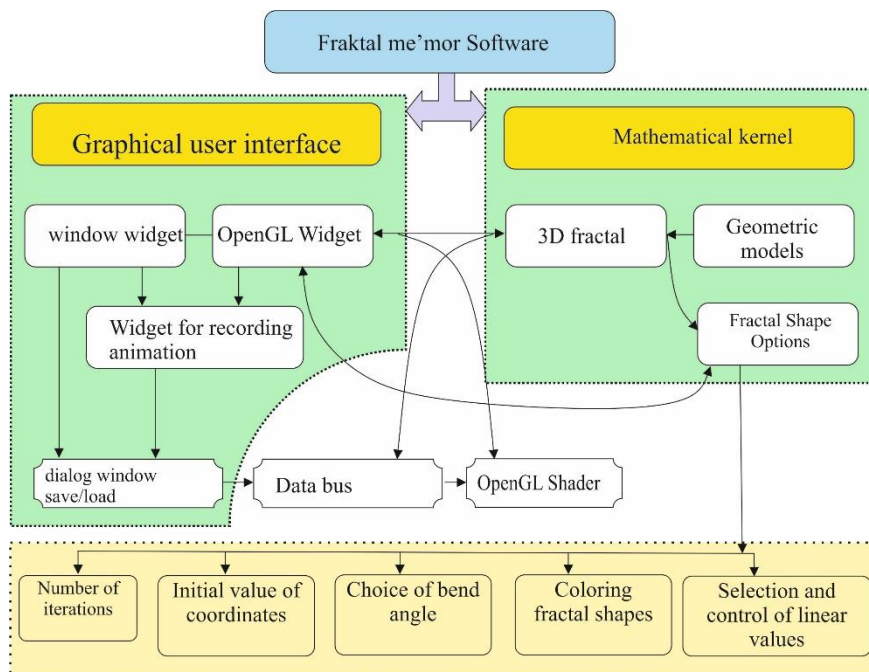 Fraktal me’mor Software
Graphical user interface
Mathematical kernel
window widget
OpenGL Widget
3D fractal
Geometric
models
Widget for recording
animation
Fractal Shape
Options
dialog window
save/load
Data bus
OpenGL Shader
Number of
iterations
Initial value of
coordinates
Choice of bend
angle
Coloring
fractal shapes
Selection and
control of linear
values